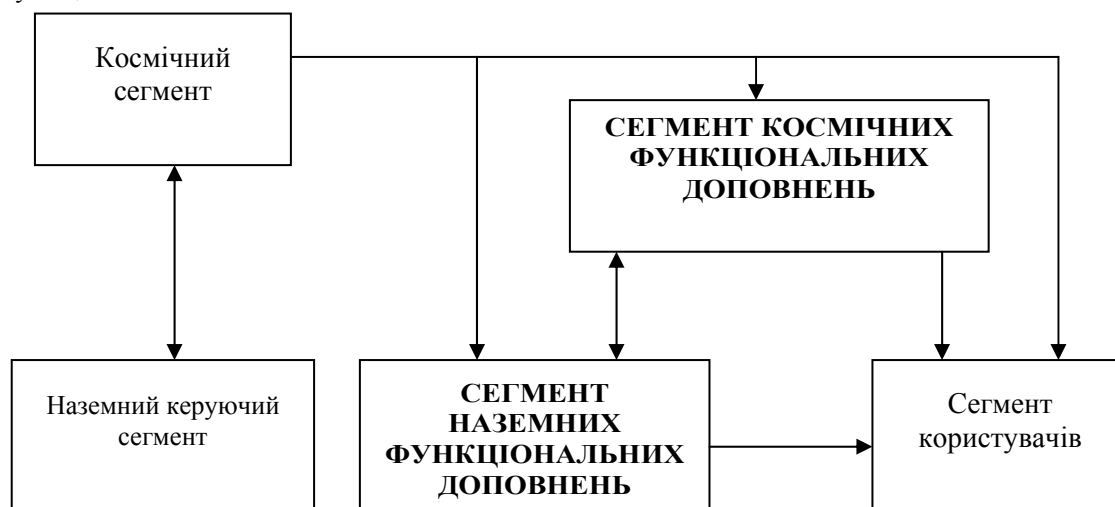 Космічний
сегмент
СЕГМЕНТ КОСМІЧНИХ
ФУНКЦІОНАЛЬНИХ
ДОПОВНЕНЬ
Наземний керуючий
сегмент
СЕГМЕНТ
НАЗЕМНИХ
ФУНКЦІОНАЛЬНИХ
ДОПОВНЕНЬ
Сегмент
користувачів